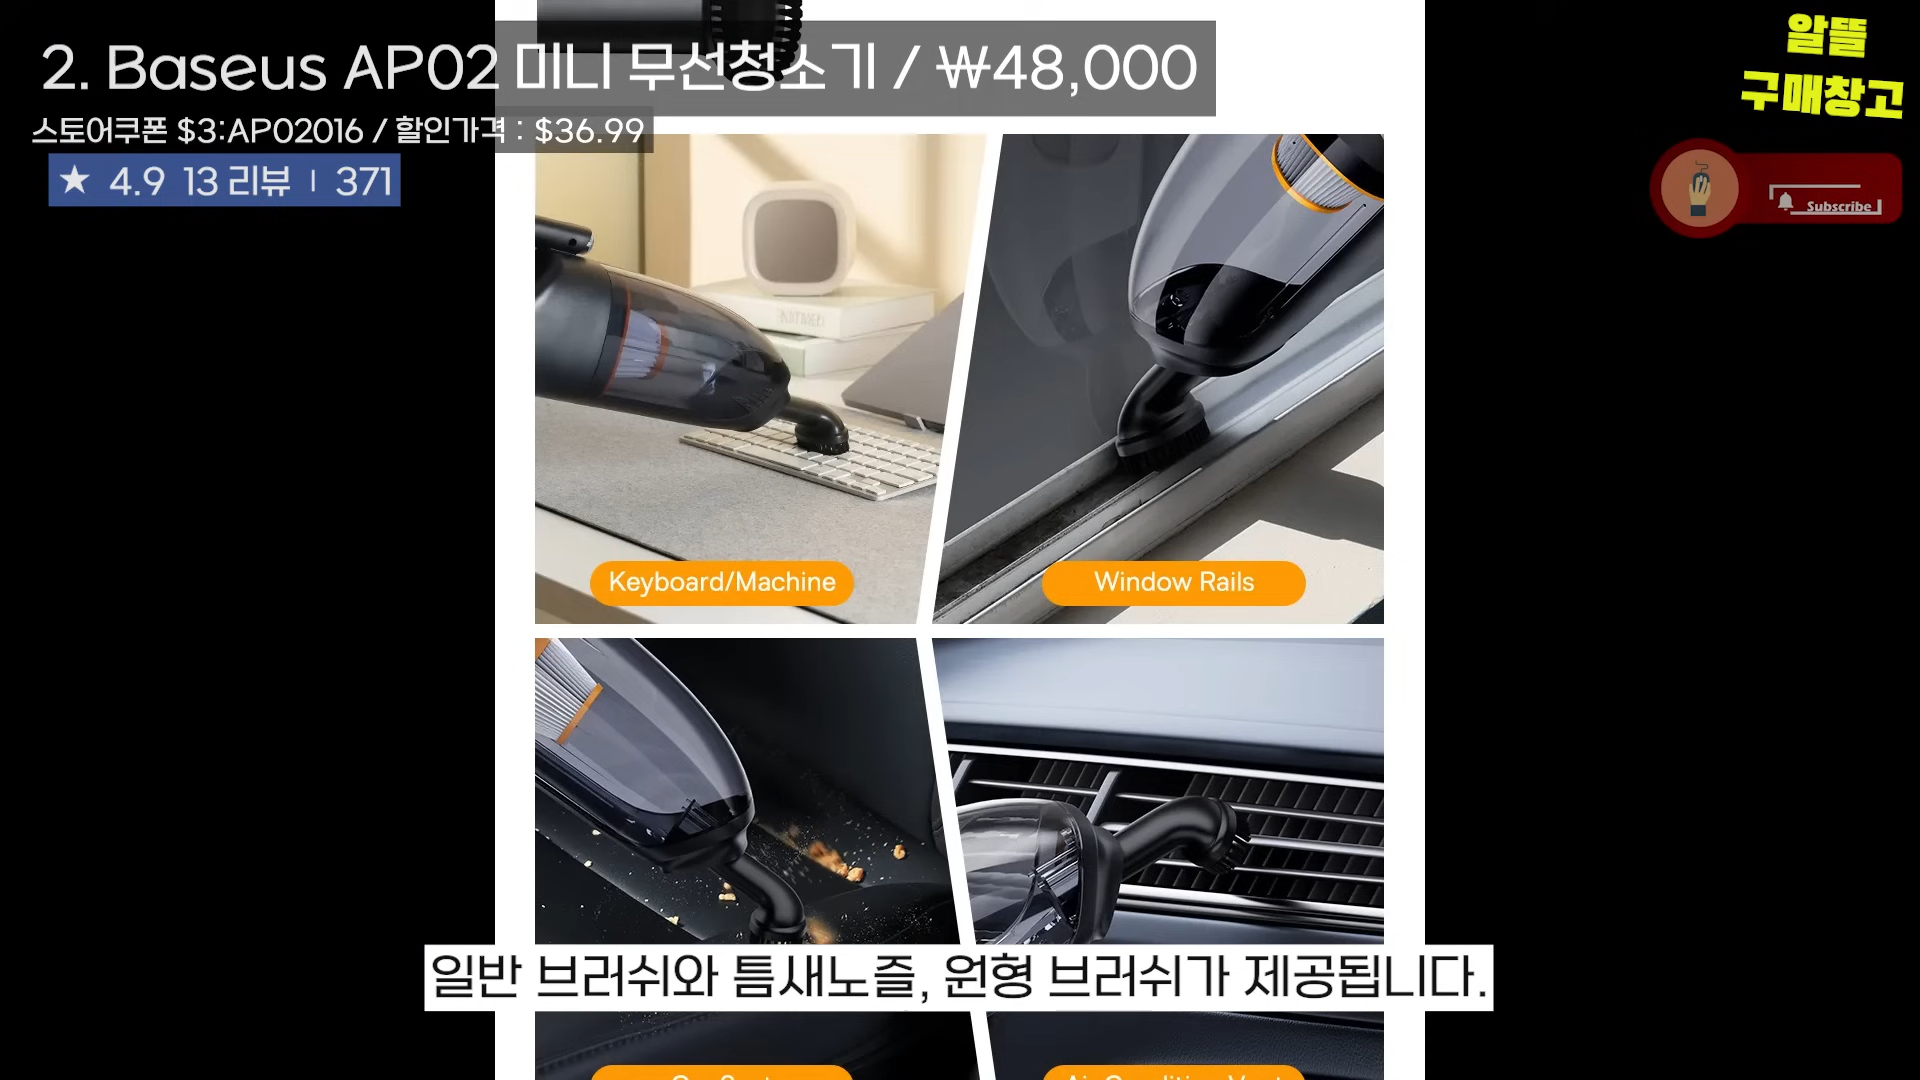 2. Baseus AP02 미니 무선청소기 / ₩48,000
스토어쿠폰 $3:AP02016 / 할인가격 : $36.99
★ 4.9 13 리뷰 | 371
알뜰
구매창고
Subscribe
Keyboard/Machine
Window Rails
일반 브러쉬와 틈새노즐, 원형 브러쉬가 제공됩니다.